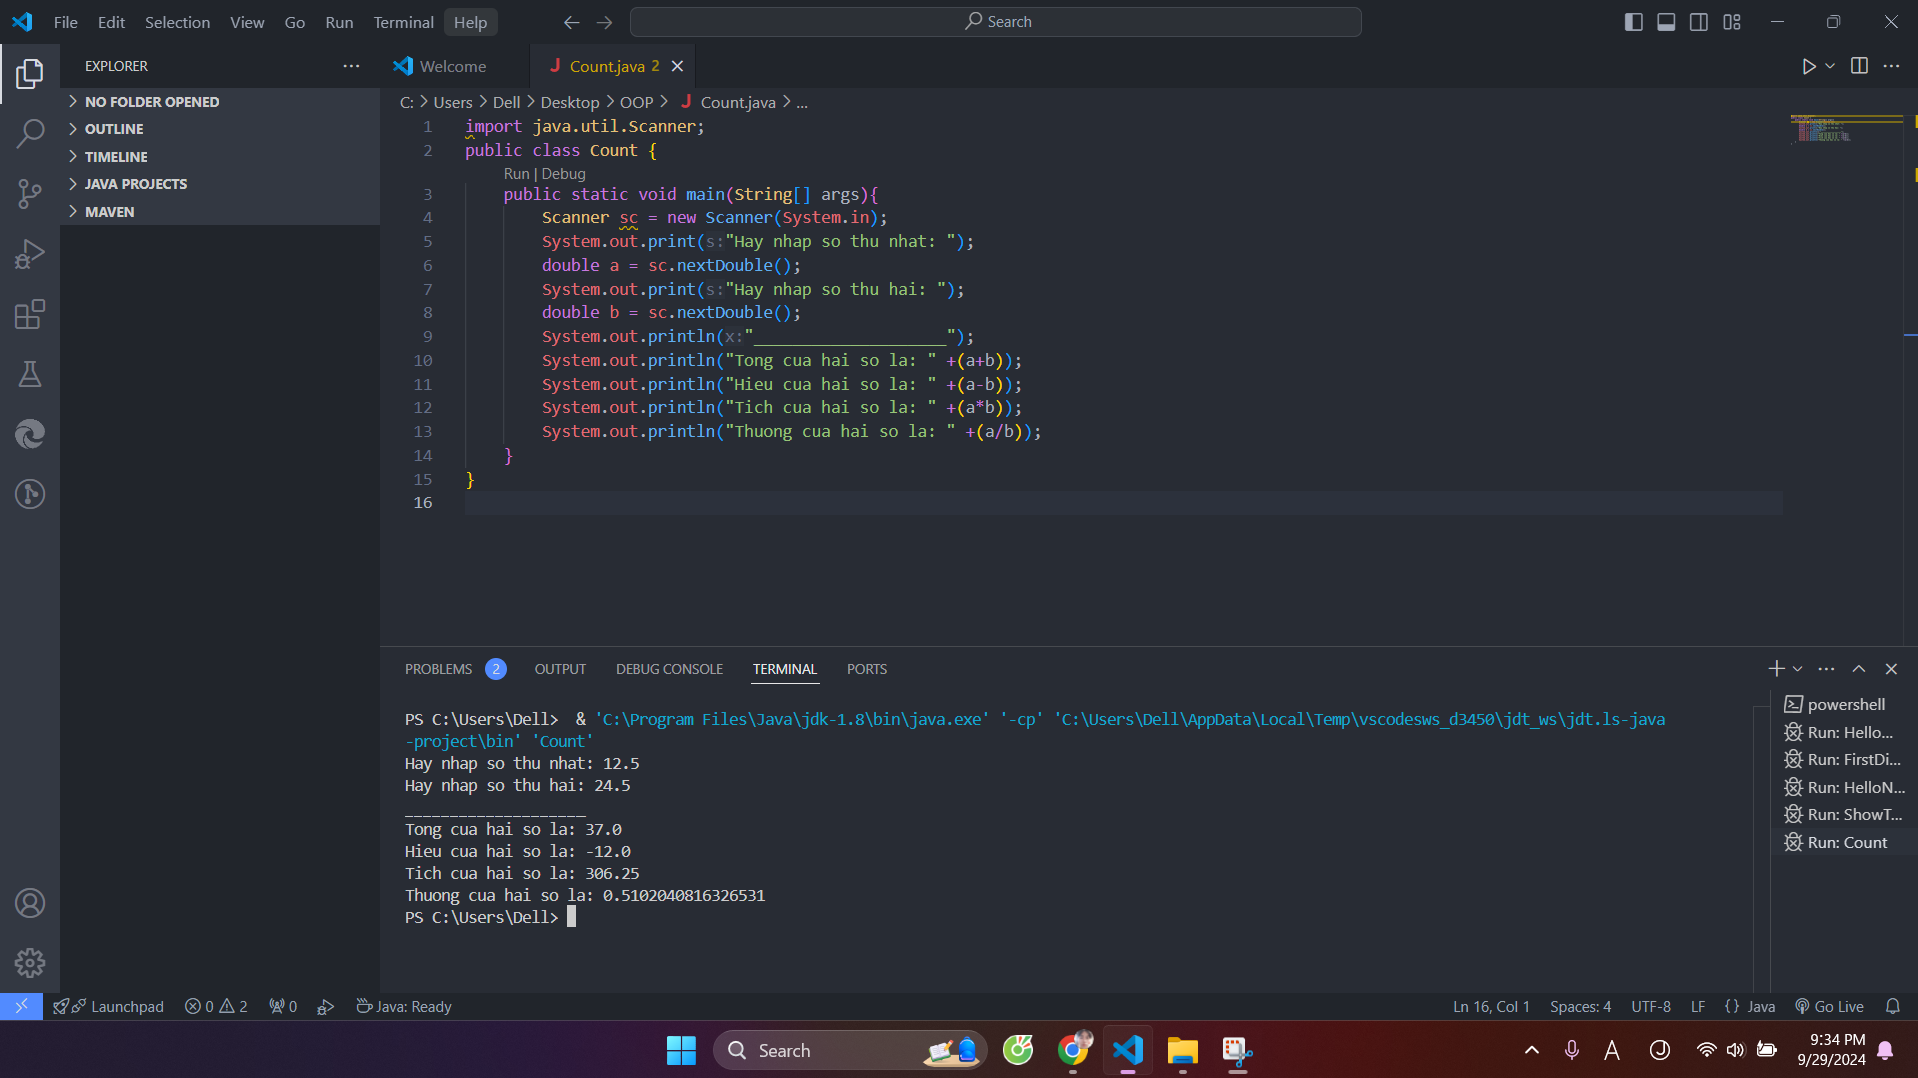 File Edit Selection View Go Run Terminal Help
Search
EXPLORER
NO FOLDER OPENED
OUTLINE
TIMELINE
JAVA PROJECTS
MAVEN
Welcome
J Count.java 2
C: > Users > Dell > Desktop > OOP > J Count.java > ...
1 import java.util.Scanner;
2 public class Count {
Run | Debug
3 public static void main(String[] args){
4 Scanner sc = new Scanner(System.in);
5 System.out.print(s:"Hay nhap so thu nhat: ");
6 double a = sc.nextDouble();
7 System.out.print(s:"Hay nhap so thu hai: ");
8 double b = sc.nextDouble();
9 System.out.println(x:"____________________");
10 System.out.println("Tong cua hai so la: " +(a+b));
11 System.out.println("Hieu cua hai so la: " +(a-b));
12 System.out.println("Tich cua hai so la: " +(a*b));
13 System.out.println("Thuong cua hai so la: " +(a/b));
14 }
15 }
16
PROBLEMS 2 OUTPUT DEBUG CONSOLE TERMINAL PORTS
PS C:\Users\Dell> & 'C:\Program Files\Java\jdk-1.8\bin\java.exe' '-cp' 'C:\Users\Dell\AppData\Local\Temp\vscodesws_d3450\jdt_ws\jdt.ls-java
-project\bin' 'Count'
Hay nhap so thu nhat: 12.5
Hay nhap so thu hai: 24.5
____________________
Tong cua hai so la: 37.0
Hieu cua hai so la: -12.0
Tich cua hai so la: 306.25
Thuong cua hai so la: 0.5102040816326531
PS C:\Users\Dell>
powershell
Run: Hello...
Run: FirstDi...
Run: HelloN...
Run: ShowT...
Run: Count
Launchpad 0 2 0 Java: Ready
Ln 16, Col 1 Spaces: 4 UTF-8 LF {} Java Go Live
Search
A J
9:34 PM
9/29/2024